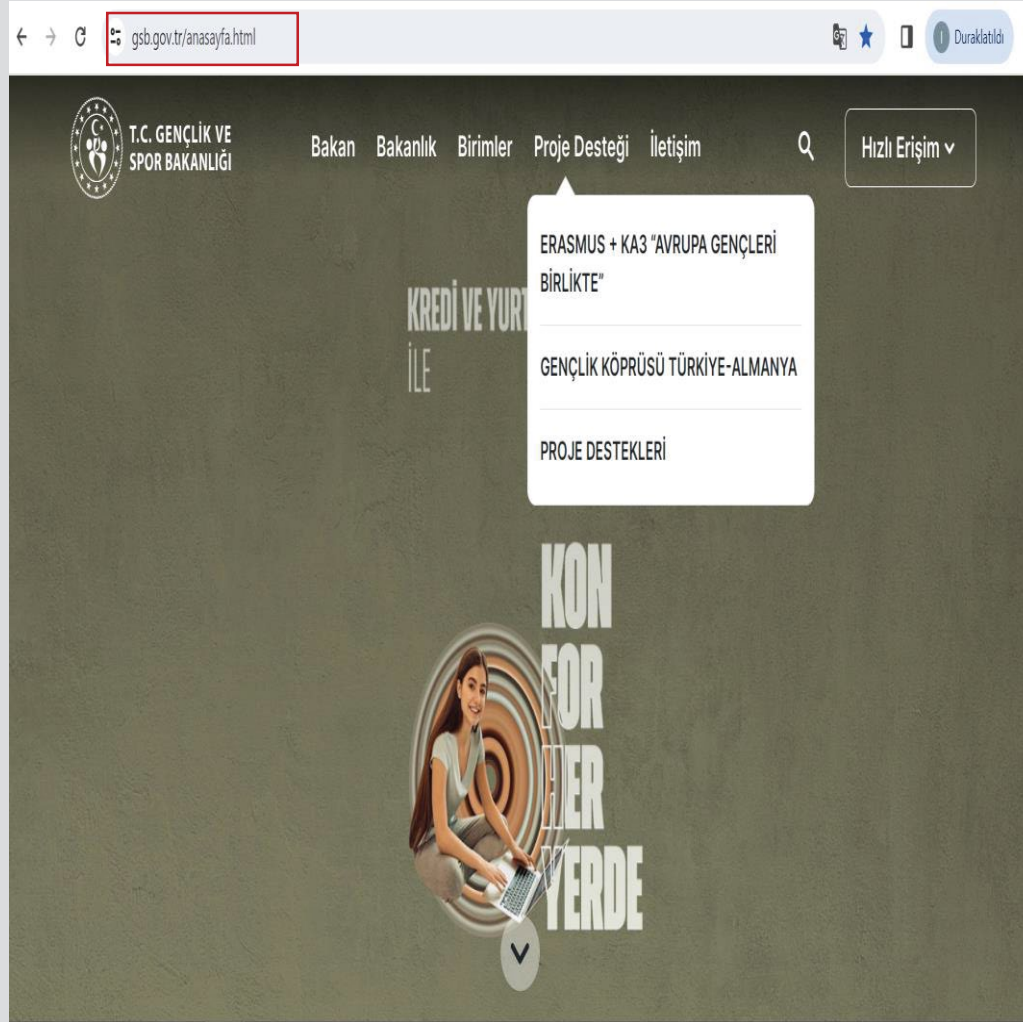 gsb.gov.tr/anasayfa.html
Duraklatıldı
T.C. GENÇLİK VE
SPOR BAKANLIĞI
Bakan Bakanlık Birimler Proje Desteği İletişim
Hızlı Erişim
ERASMUS + KA3 “AVRUPA GENÇLERİ
BİRLİKTE”
GENÇLİK KÖPRÜSÜ TÜRKİYE-ALMANYA
PROJE DESTEKLERİ
KREDİ VE YURT
İLE
KON
FOR
HER
YERDE